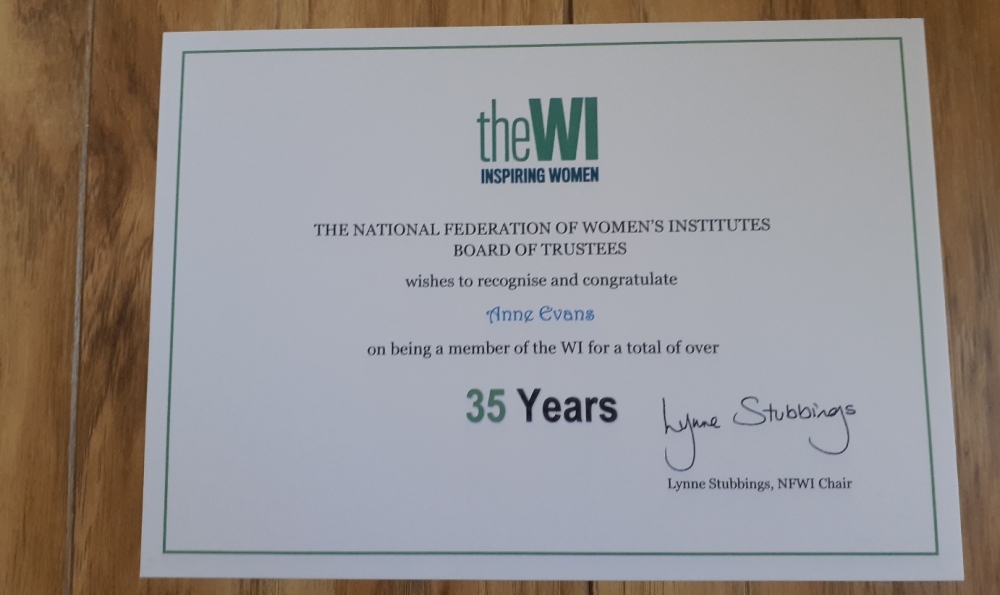 theWI
INSPIRING WOMEN
THE NATIONAL FEDERATION OF WOMEN'S INSTITUTES
BOARD OF TRUSTEES
wishes to recognise and congratulate
Anne Evans
on being a member of the WI for a total of over
35 Years
Lynne Stubbings
Lynne Stubbings, NFWI Chair